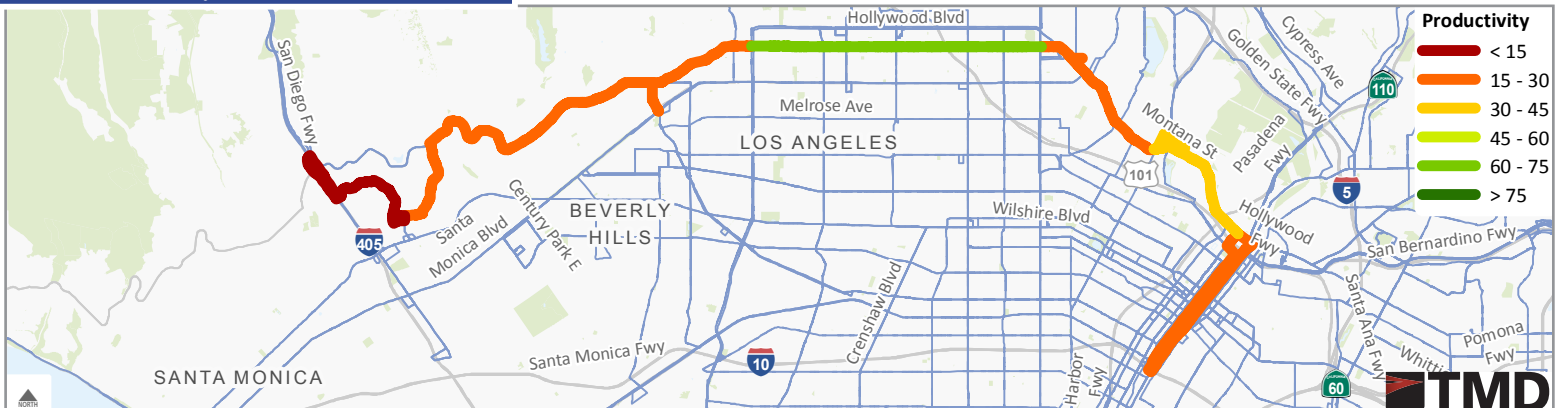 Hollywood Blvd
San Diego Fwy
Melrose Ave
LOS ANGELES
Montana St
101
Golden State Fwy
Cypress Ave
CALIFORNIA
110
Pasadena
Fwy
5
Productivity
< 15
15 - 30
30 - 45
45 - 60
60 - 75
> 75
405
Santa
Monica Blvd
Century Park E
BEVERLY
HILLS
Wilshire Blvd
Hollywood
Fwy
San Bernardino Fwy
Santa Monica Fwy
10
Crenshaw Blvd
Harbor
Fwy
Santa Ana Fwy
Pomona
Fwy
SANTA MONICA
CALIFORNIA
60
TMD
NORTH